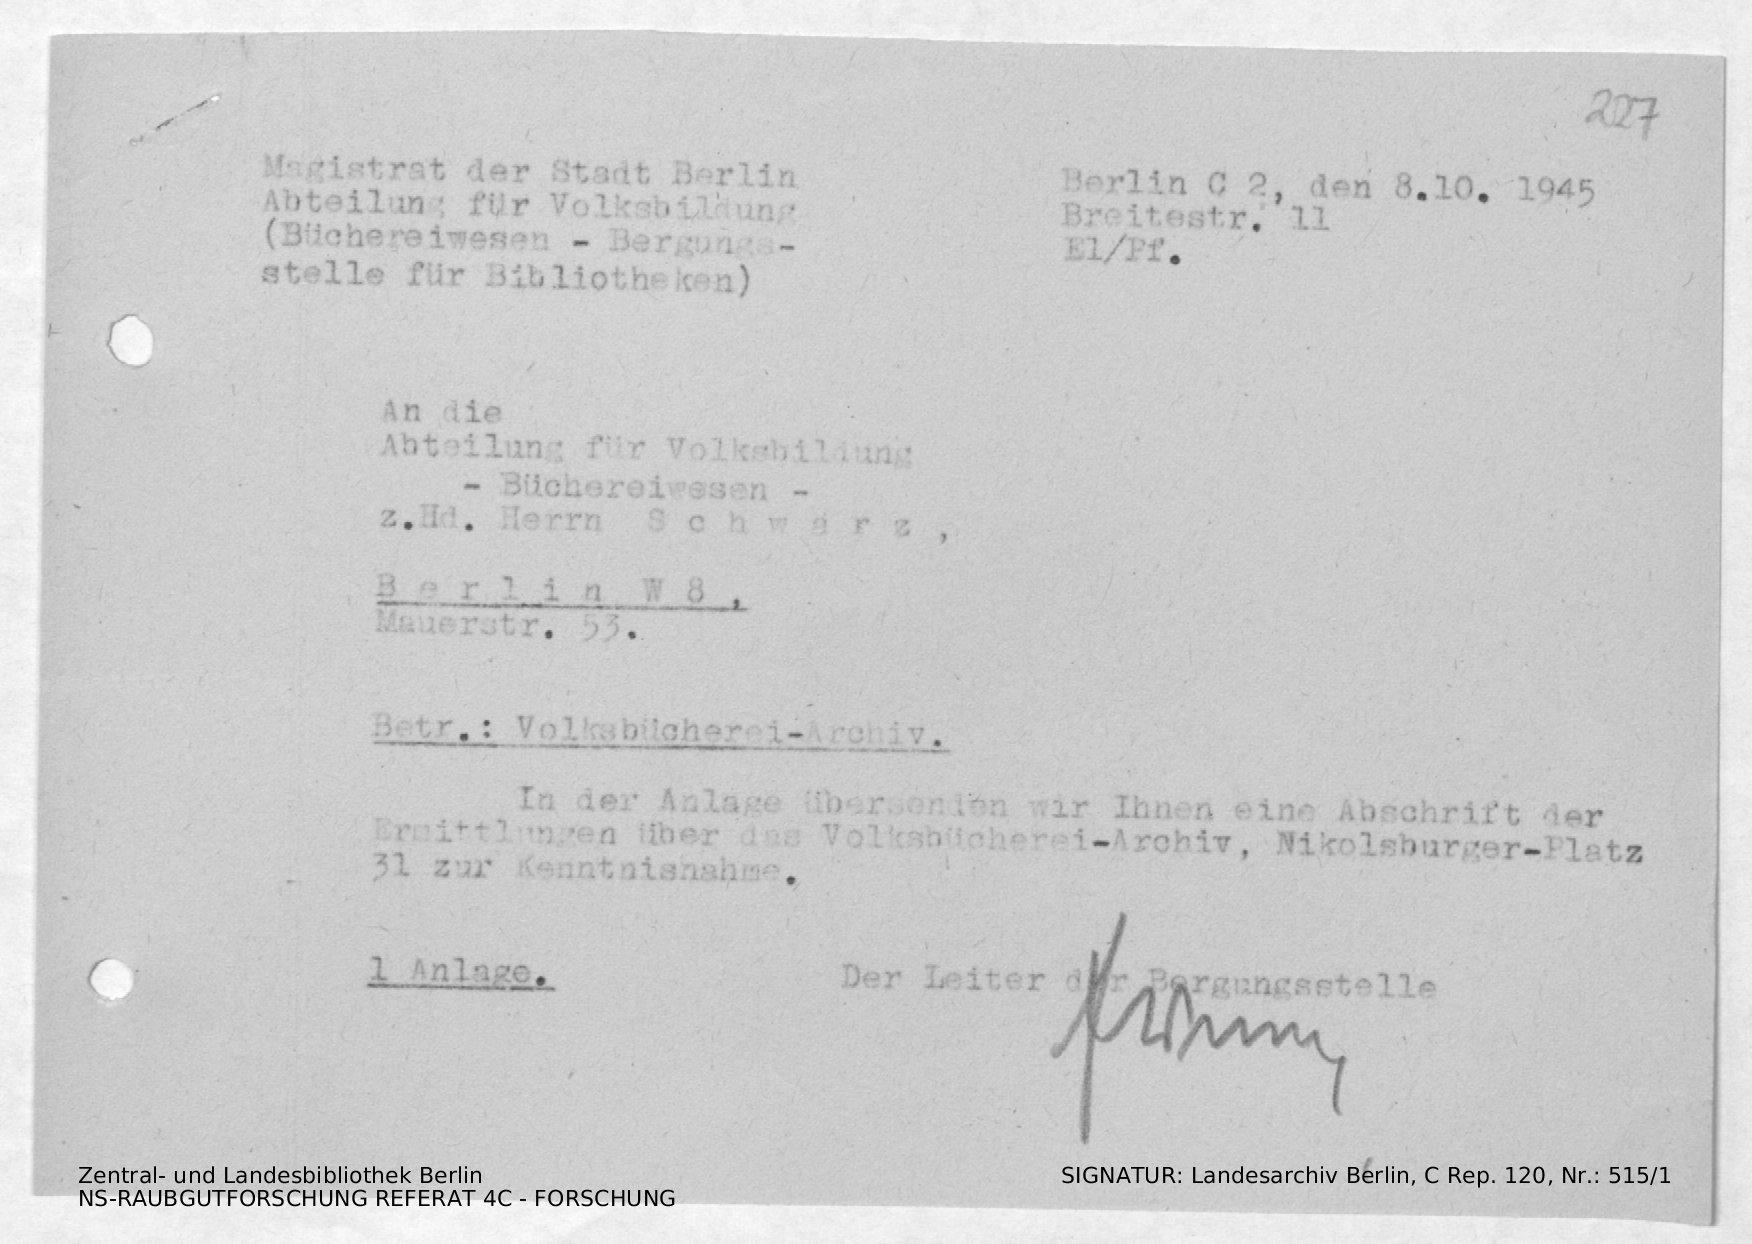 227
Magistrat der Stadt Berlin
Abteilung für Volksbildung
(Büchereiwesen - Bergungs-
stelle für Bibliotheken)
Berlin C 2, den 8.10. 1945
Breitestr. 11
El/Pf.
An die
Abteilung für Volksbildung
- Büchereiwesen -
z.Hd. Herrn S c h w a r z ,
B e r l i n W 8 ,
Mauerstr. 53.
Betr.: Volksbücherei-Archiv.
In der Anlage übersenden wir Ihnen eine Abschrift der
Ermittlungen über das Volksbücherei-Archiv, Nikolsburger-Platz
31 zur Kenntnisnahme.
1 Anlage.
Der Leiter der Bergungsstelle
Zentral- und Landesbibliothek Berlin
NS-RAUBGUTFORSCHUNG REFERAT 4C - FORSCHUNG
SIGNATUR: Landesarchiv Berlin, C Rep. 120, Nr.: 515/1